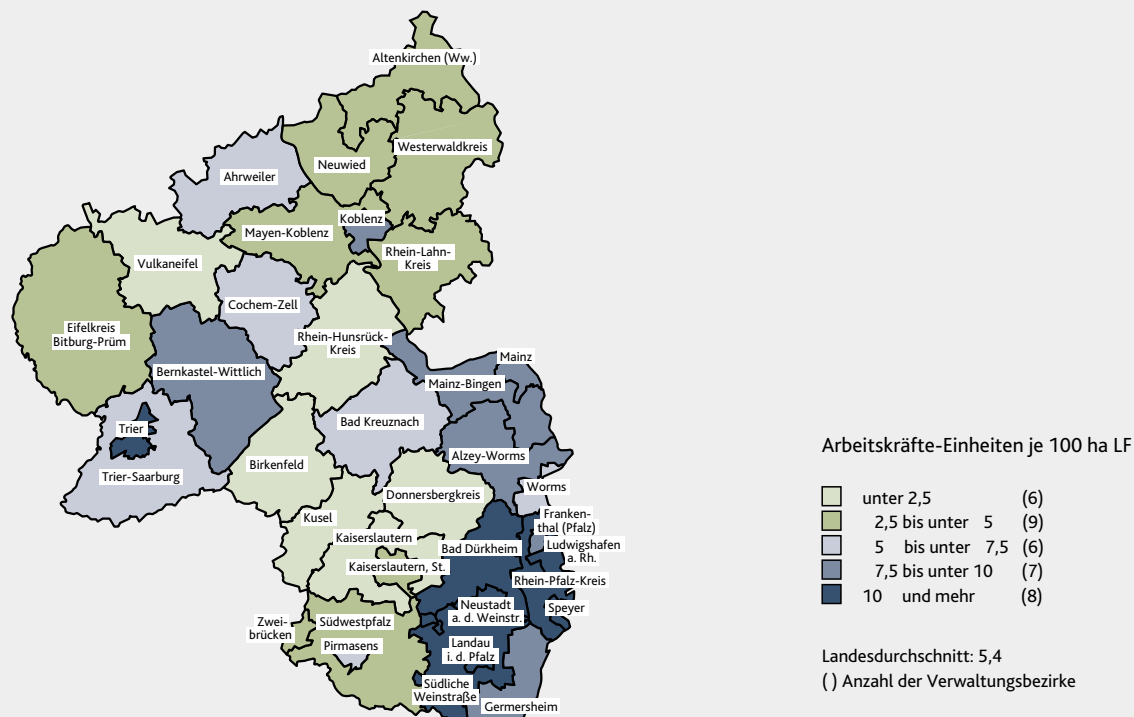 Altenkirchen (Ww.)
Westerwaldkreis
Neuwied
Ahrweiler
Koblenz
Mayen-Koblenz
Rhein-Lahn-
Kreis
Vulkaneifel
Cochem-Zell
Eifelkreis
Bitburg-Prüm
Rhein-Hunsrück-
Kreis
Mainz
Bernkastel-Wittlich
Mainz-Bingen
Trier
Bad Kreuznach
Alzey-Worms
Birkenfeld
Trier-Saarburg
Worms
Donnersbergkreis
Kusel
Franken-
thal (Pfalz)
Kaiserslautern
Bad Dürkheim
Ludwigshafen
a. Rh.
Kaiserslautern, St.
Rhein-Pfalz-Kreis
Neustadt
a. d. Weinstr.
Speyer
Zwei-
brücken
Südwestpfalz
Pirmasens
Landau
i. d. Pfalz
Südliche
Weinstraße
Germersheim
Arbeitskräfte-Einheiten je 100 ha LF
unter 2,5 (6)
2,5 bis unter 5 (9)
5 bis unter 7,5 (6)
7,5 bis unter 10 (7)
10 und mehr (8)
Landesdurchschnitt: 5,4
( ) Anzahl der Verwaltungsbezirke